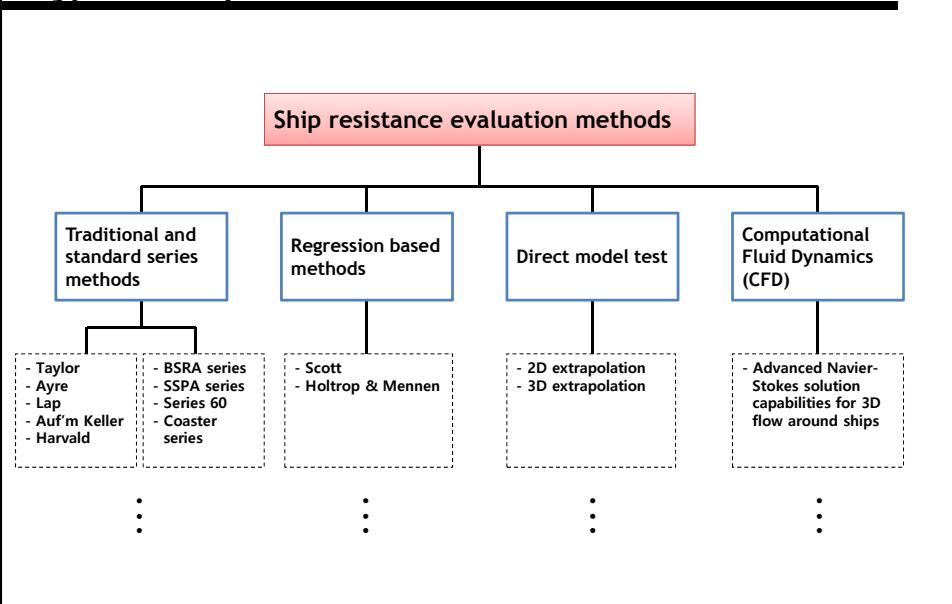 Ship resistance evaluation methods
Traditional and
standard series
methods
Regression based
methods
Direct model test
Computational
Fluid Dynamics
(CFD)
- Taylor
- Ayre
- Lap
- Auf'm Keller
- Harvald
- BSRA series
- SSPA series
- Series 60
- Coaster
series
- Scott
- Holtrop & Mennen
- 2D extrapolation
- 3D extrapolation
- Advanced Navier-
Stokes solution
capabilities for 3D
flow around ships